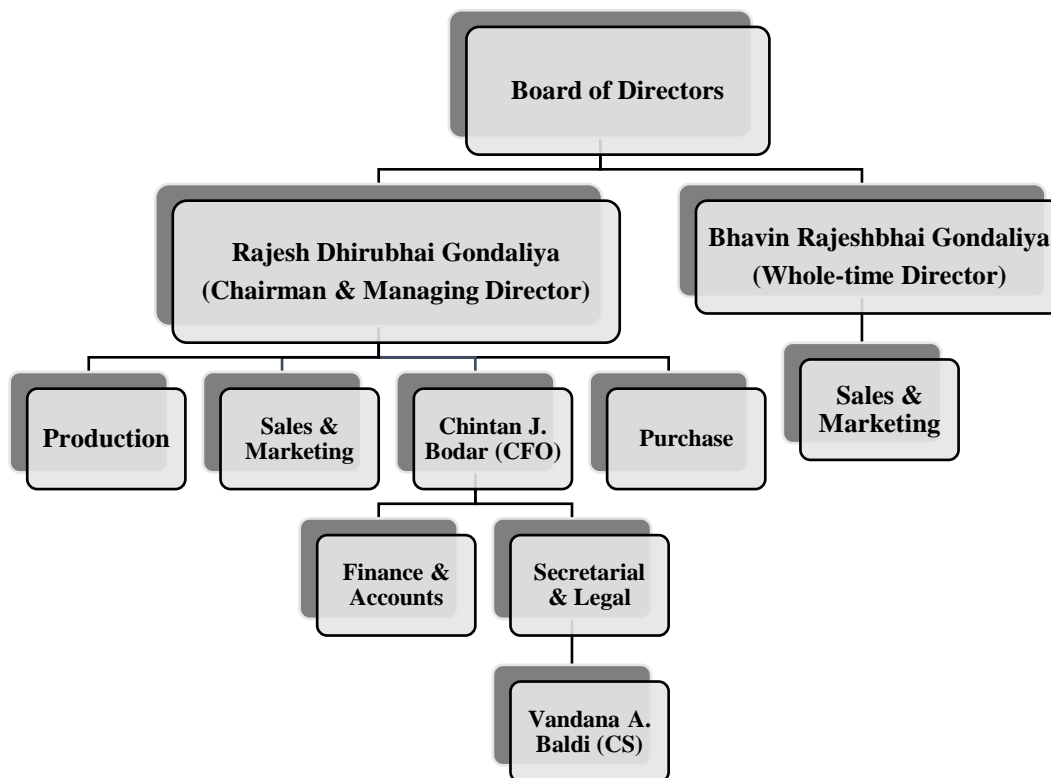 Board of Directors
Rajesh Dhirubhai Gondaliya
(Chairman & Managing Director)
Bhavin Rajeshbhai Gondaliya
(Whole-time Director)
Production
Sales &
Marketing
Chintan J.
Bodar (CFO)
Purchase
Sales &
Marketing
Finance &
Accounts
Secretarial
& Legal
Vandana A.
Baldi (CS)